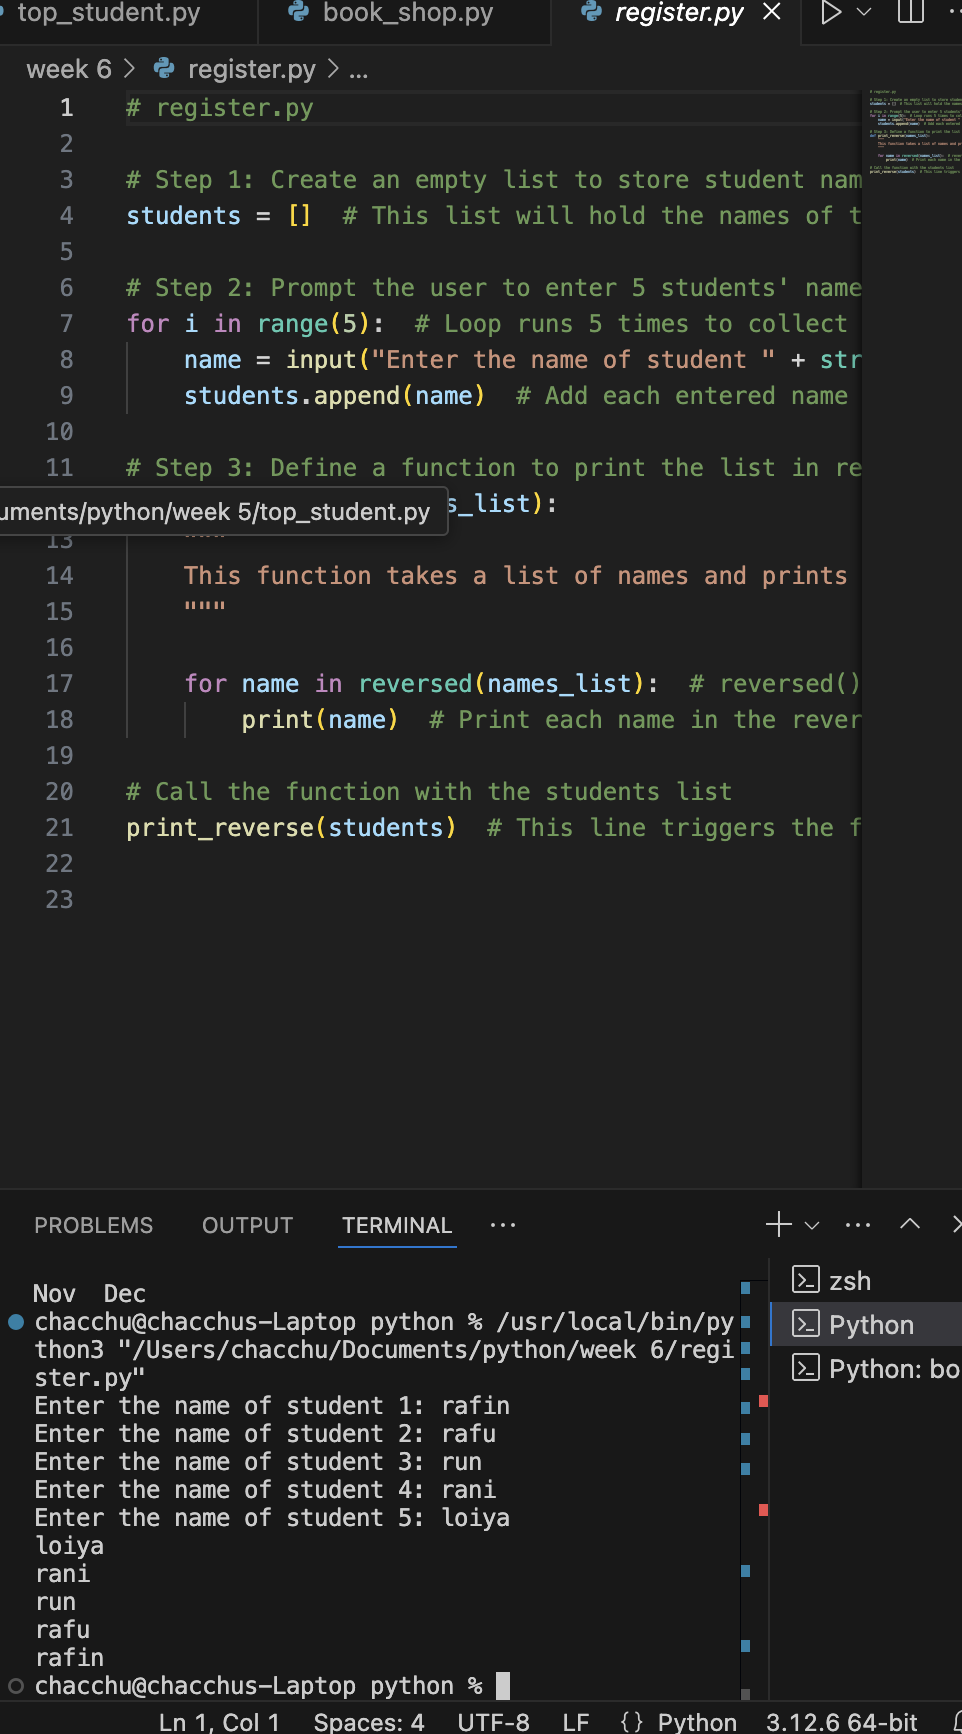 top_student.py book_shop.py register.py
week 6 > register.py > ...
1 # register.py
2
3 # Step 1: Create an empty list to store student nam
4 students = [] # This list will hold the names of t
5
6 # Step 2: Prompt the user to enter 5 students' name
7 for i in range(5): # Loop runs 5 times to collect
8 name = input("Enter the name of student " + str
9 students.append(name) # Add each entered name
10
11 # Step 3: Define a function to print the list in re
uments/python/week 5/top_student.py s_list):
13 """
14 This function takes a list of names and prints
15 """
16
17 for name in reversed(names_list): # reversed()
18 print(name) # Print each name in the rever
19
20 # Call the function with the students list
21 print_reverse(students) # This line triggers the f
22
23
PROBLEMS OUTPUT TERMINAL ...
zsh
Python
Python: bo
Nov Dec
chacchu@chacchus-Laptop python % /usr/local/bin/py
thon3 "/Users/chacchu/Documents/python/week 6/regi
ster.py"
Enter the name of student 1: rafin
Enter the name of student 2: rafu
Enter the name of student 3: run
Enter the name of student 4: rani
Enter the name of student 5: loiya
loiya
rani
run
rafu
rafin
chacchu@chacchus-Laptop python %
Ln 1, Col 1 Spaces: 4 UTF-8 LF {} Python 3.12.6 64-bit